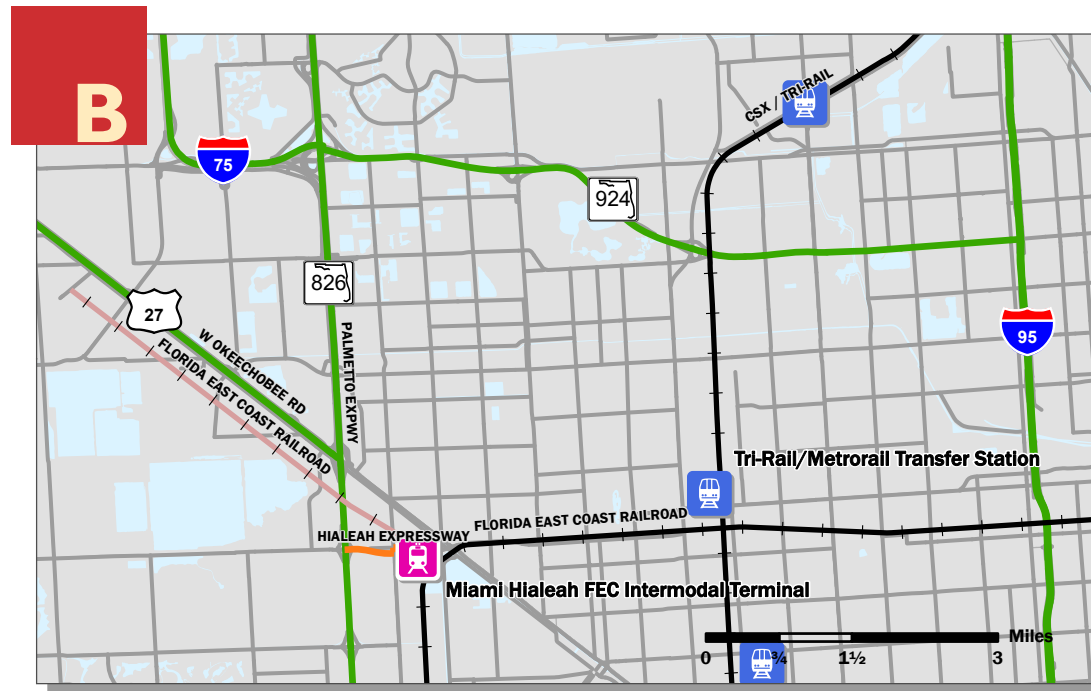 B
CSX / TRI-RAIL
75
924
826
27
95
W OKEECHOBEE RD
FLORIDA EAST COAST RAILROAD
PALMETTO EXPWY
Tri-Rail/Metrorail Transfer Station
FLORIDA EAST COAST RAILROAD
HIALEAH EXPRESSWAY
Miami Hialeah FEC Intermodal Terminal
Miles
0 ¾ 1½ 3